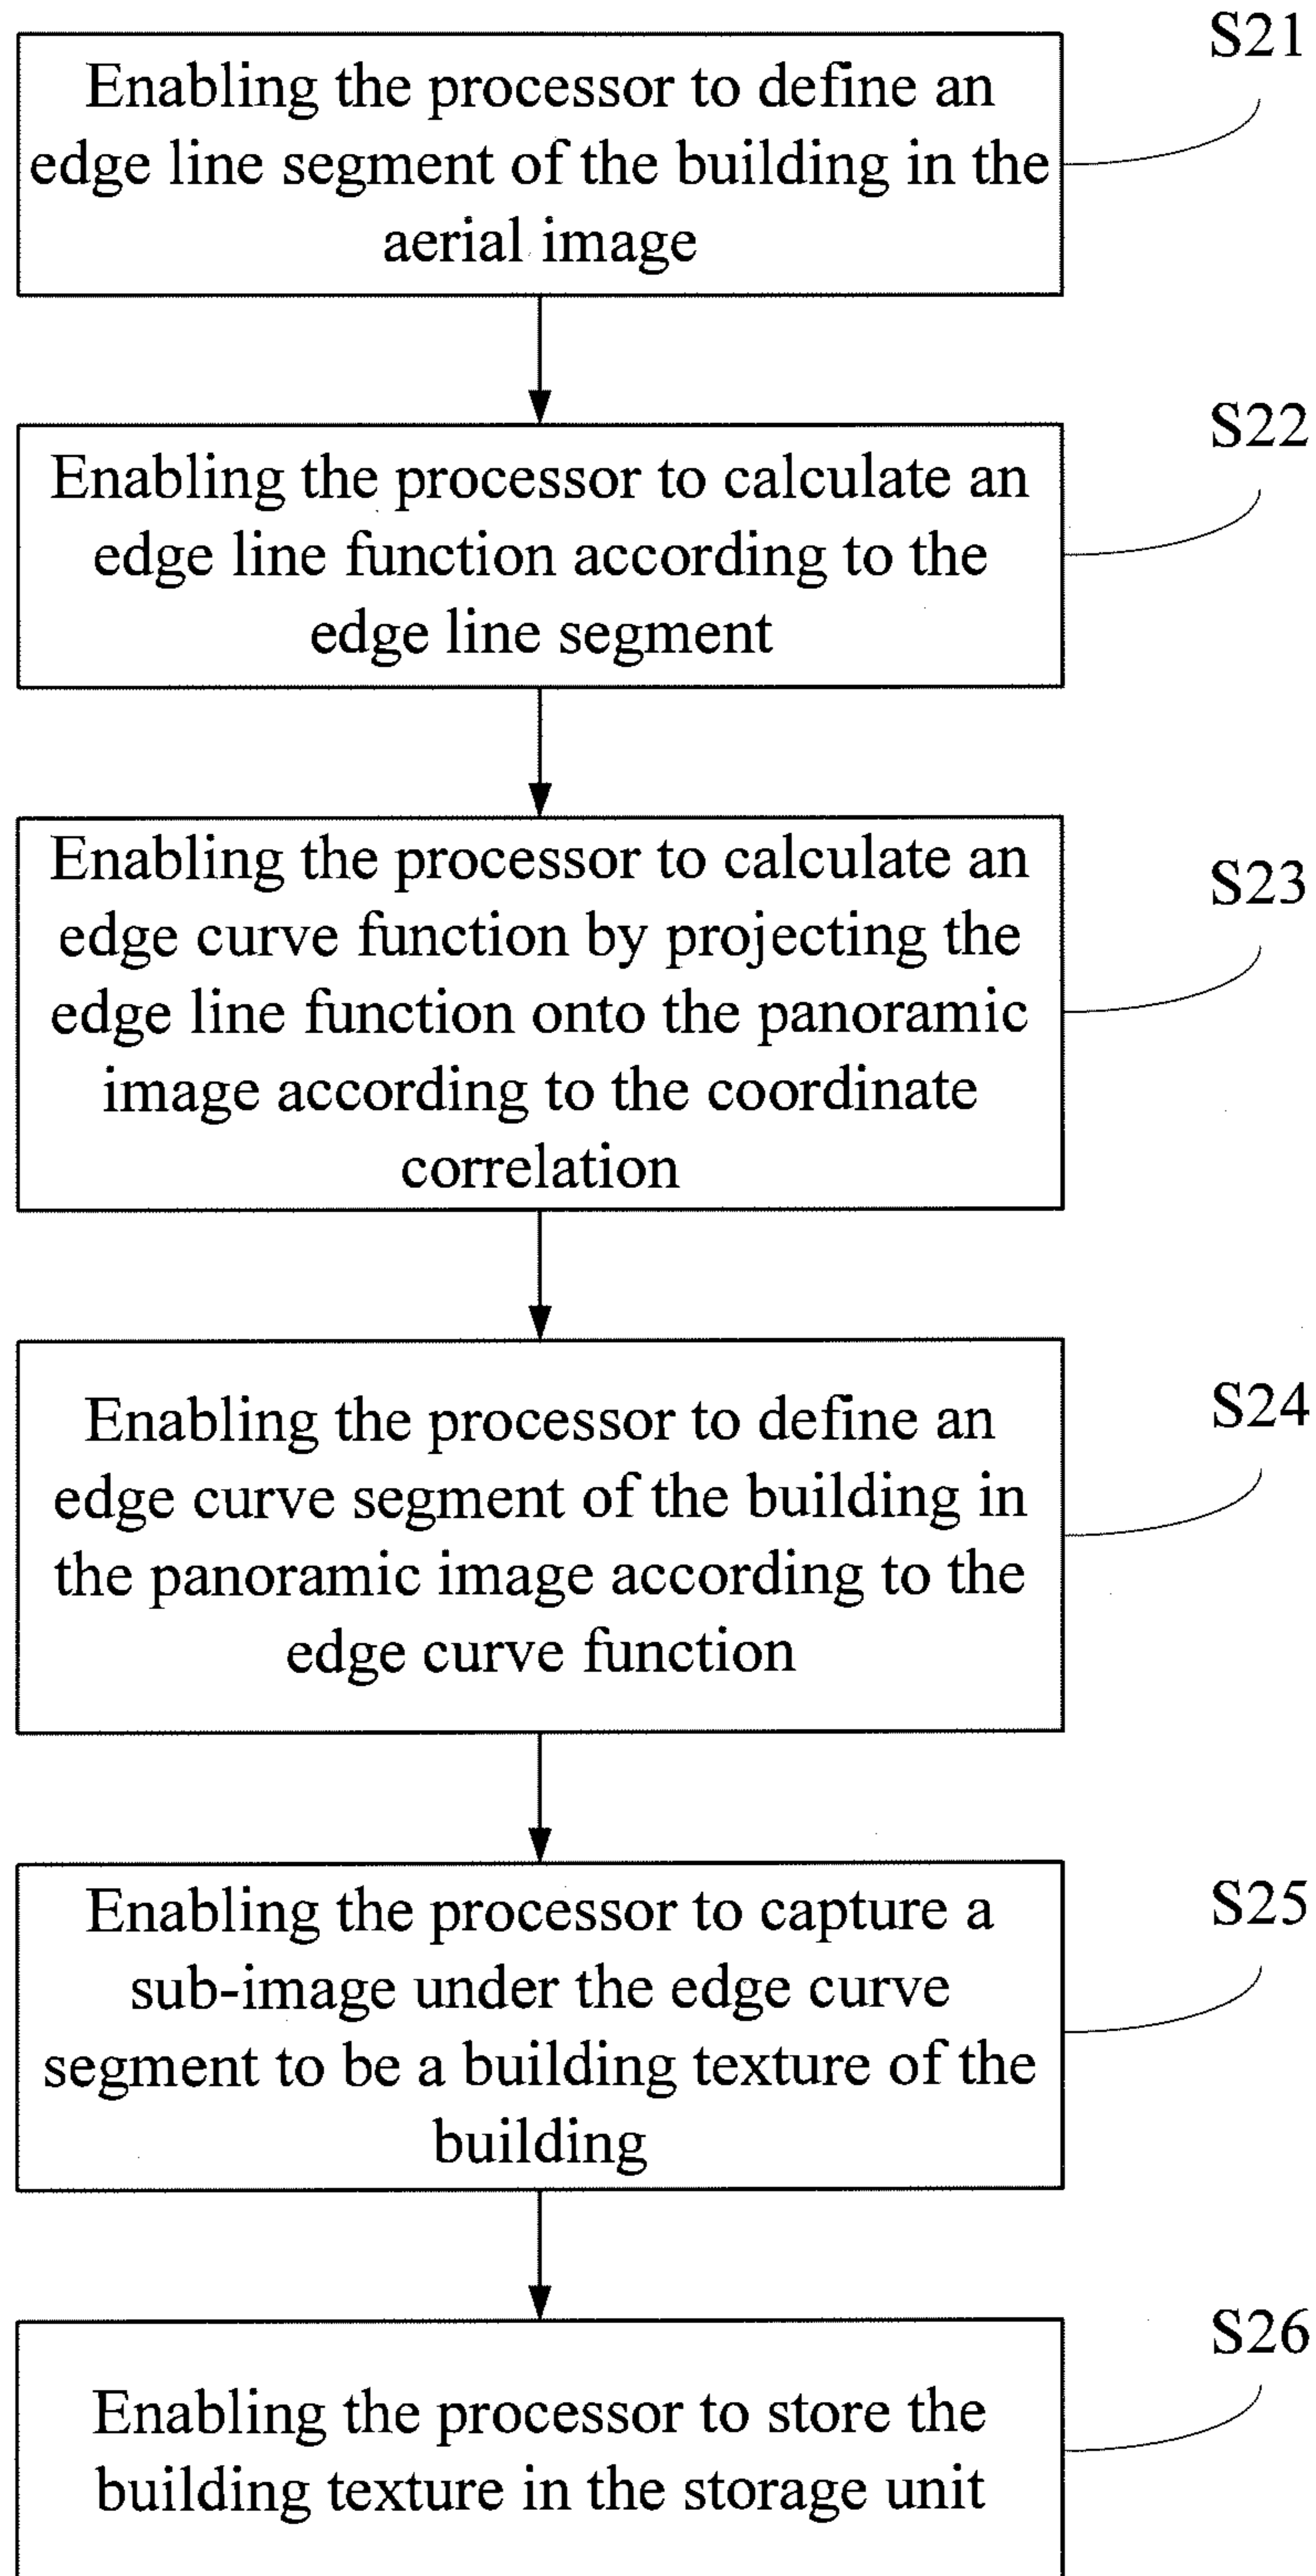 S21
Enabling the processor to define an
edge line segment of the building in the
aerial image
S22
Enabling the processor to calculate an
edge line function according to the
edge line segment
S23
Enabling the processor to calculate an
edge curve function by projecting the
edge line function onto the panoramic
image according to the coordinate
correlation
S24
Enabling the processor to define an
edge curve segment of the building in
the panoramic image according to the
edge curve function
S25
Enabling the processor to capture a
sub-image under the edge curve
segment to be a building texture of the
building
S26
Enabling the processor to store the
building texture in the storage unit